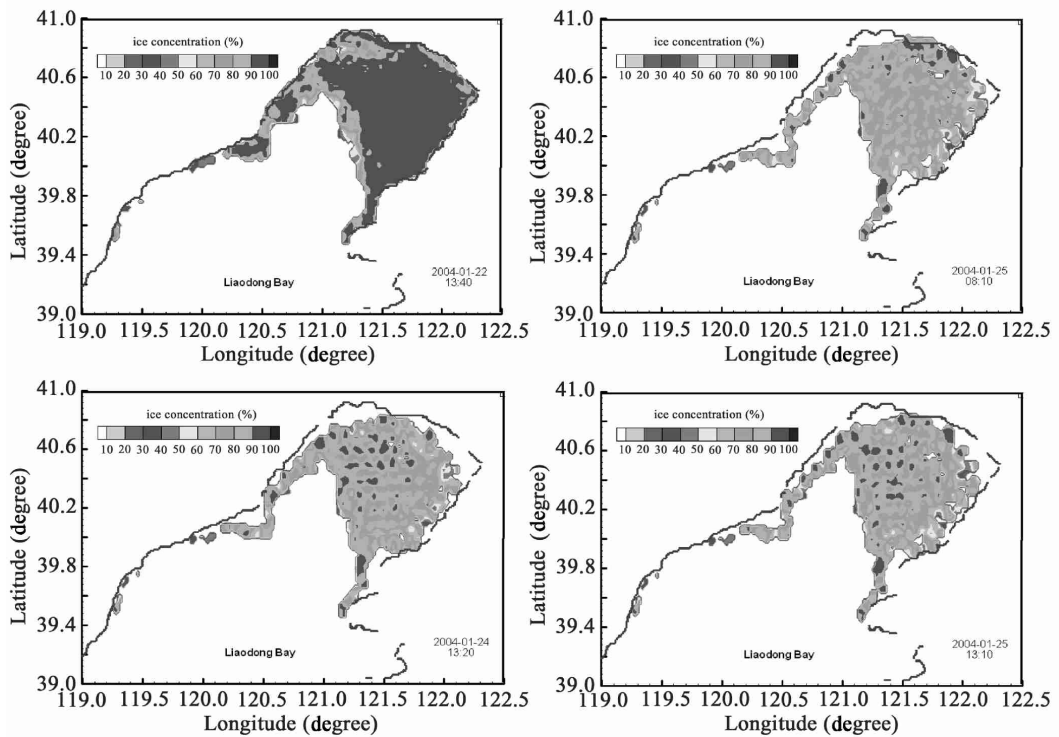 41.0
ice concentration (%)
10 20 30 40 50 60 70 80 90 100
40.6
40.2
39.8
39.4
39.0
Latitude (degree)
Liaodong Bay
2004-01-22
13:40
119.0 119.5 120.0 120.5 121.0 121.5 122.0 122.5
Longitude (degree)
41.0
ice concentration (%)
10 20 30 40 50 60 70 80 90 100
40.6
40.2
39.8
39.4
39.0
Latitude (degree)
Liaodong Bay
2004-01-25
08:10
119.0 119.5 120.0 120.5 121.0 121.5 122.0 122.5
Longitude (degree)
41.0
ice concentration (%)
10 20 30 40 50 60 70 80 90 100
40.6
40.2
39.8
39.4
39.0
Latitude (degree)
Liaodong Bay
2004-01-24
13:20
119.0 119.5 120.0 120.5 121.0 121.5 122.0 122.5
Longitude (degree)
41.0
ice concentration (%)
10 20 30 40 50 60 70 80 90 100
40.6
40.2
39.8
39.4
39.0
Latitude (degree)
Liaodong Bay
2004-01-25
13:10
119.0 119.5 120.0 120.5 121.0 121.5 122.0 122.5
Longitude (degree)